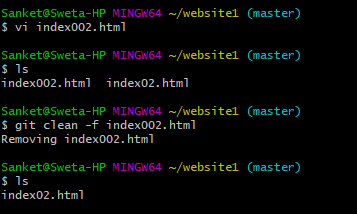 Sanket@Sweta-HP MINGW64 ~/website1 (master)
$ vi index002.html
Sanket@Sweta-HP MINGW64 ~/website1 (master)
$ ls
index002.html  index02.html
Sanket@Sweta-HP MINGW64 ~/website1 (master)
$ git clean -f index002.html
Removing index002.html
Sanket@Sweta-HP MINGW64 ~/website1 (master)
$ ls
index02.html